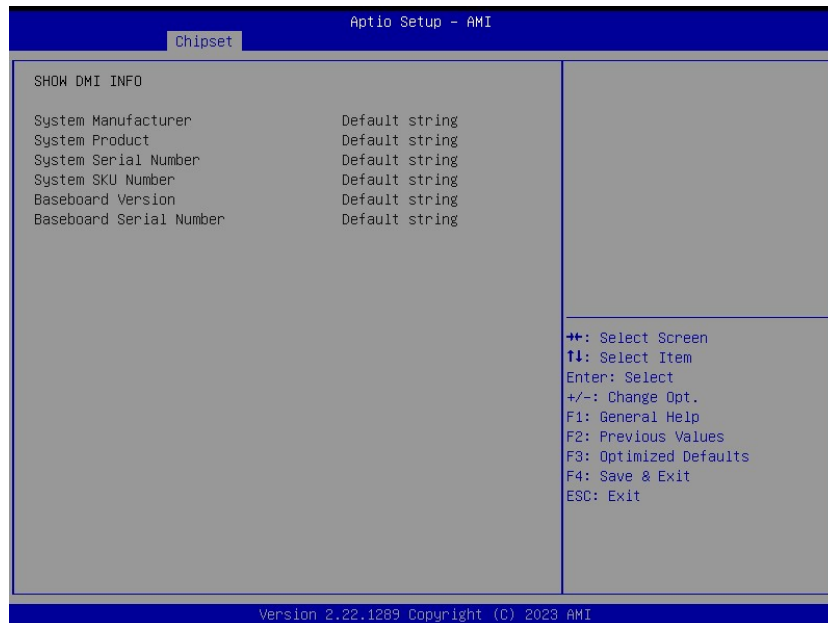 Aptio Setup – AMI
Chipset
SHOW DMI INFO
System Manufacturer Default string
System Product Default string
System Serial Number Default string
System SKU Number Default string
Baseboard Version Default string
Baseboard Serial Number Default string
→←: Select Screen
↑↓: Select Item
Enter: Select
+/-: Change Opt.
F1: General Help
F2: Previous Values
F3: Optimized Defaults
F4: Save & Exit
ESC: Exit
Version 2.22.1289 Copyright (C) 2023 AMI